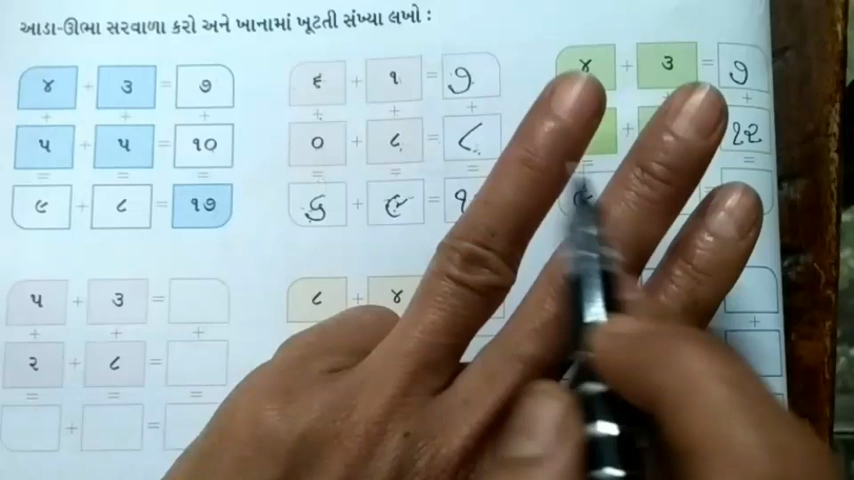 આડા-ઊભા સરવાળા કરો અને ખાનામાં ખૂટતી સંખ્યા લખો :
૪ + ૩ = ૭
+ + +
૫ + ૫ = ૧૦
= = =
૯ + ૮ = ૧૭
૬ + ૧ = ૭
+ + +
૦ + ૮ = ૮
= = =
૬ + ૯ = ૧
૪ + ૩ = ૭
+
+ ૧૨
= =
૫ + ૩ =
+ + +
૨ + ૮ =
= = =
+ =
૮ + ૪
+